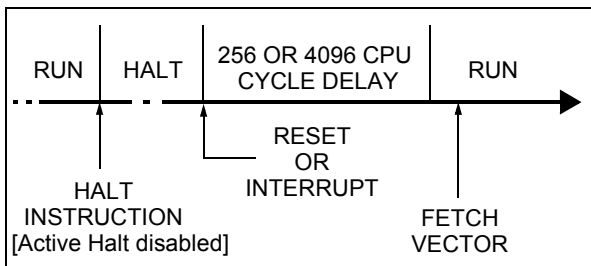 RUN
HALT
256 OR 4096 CPU
CYCLE DELAY
RUN
RESET
OR
INTERRUPT
HALT
INSTRUCTION
[Active Halt disabled]
FETCH
VECTOR